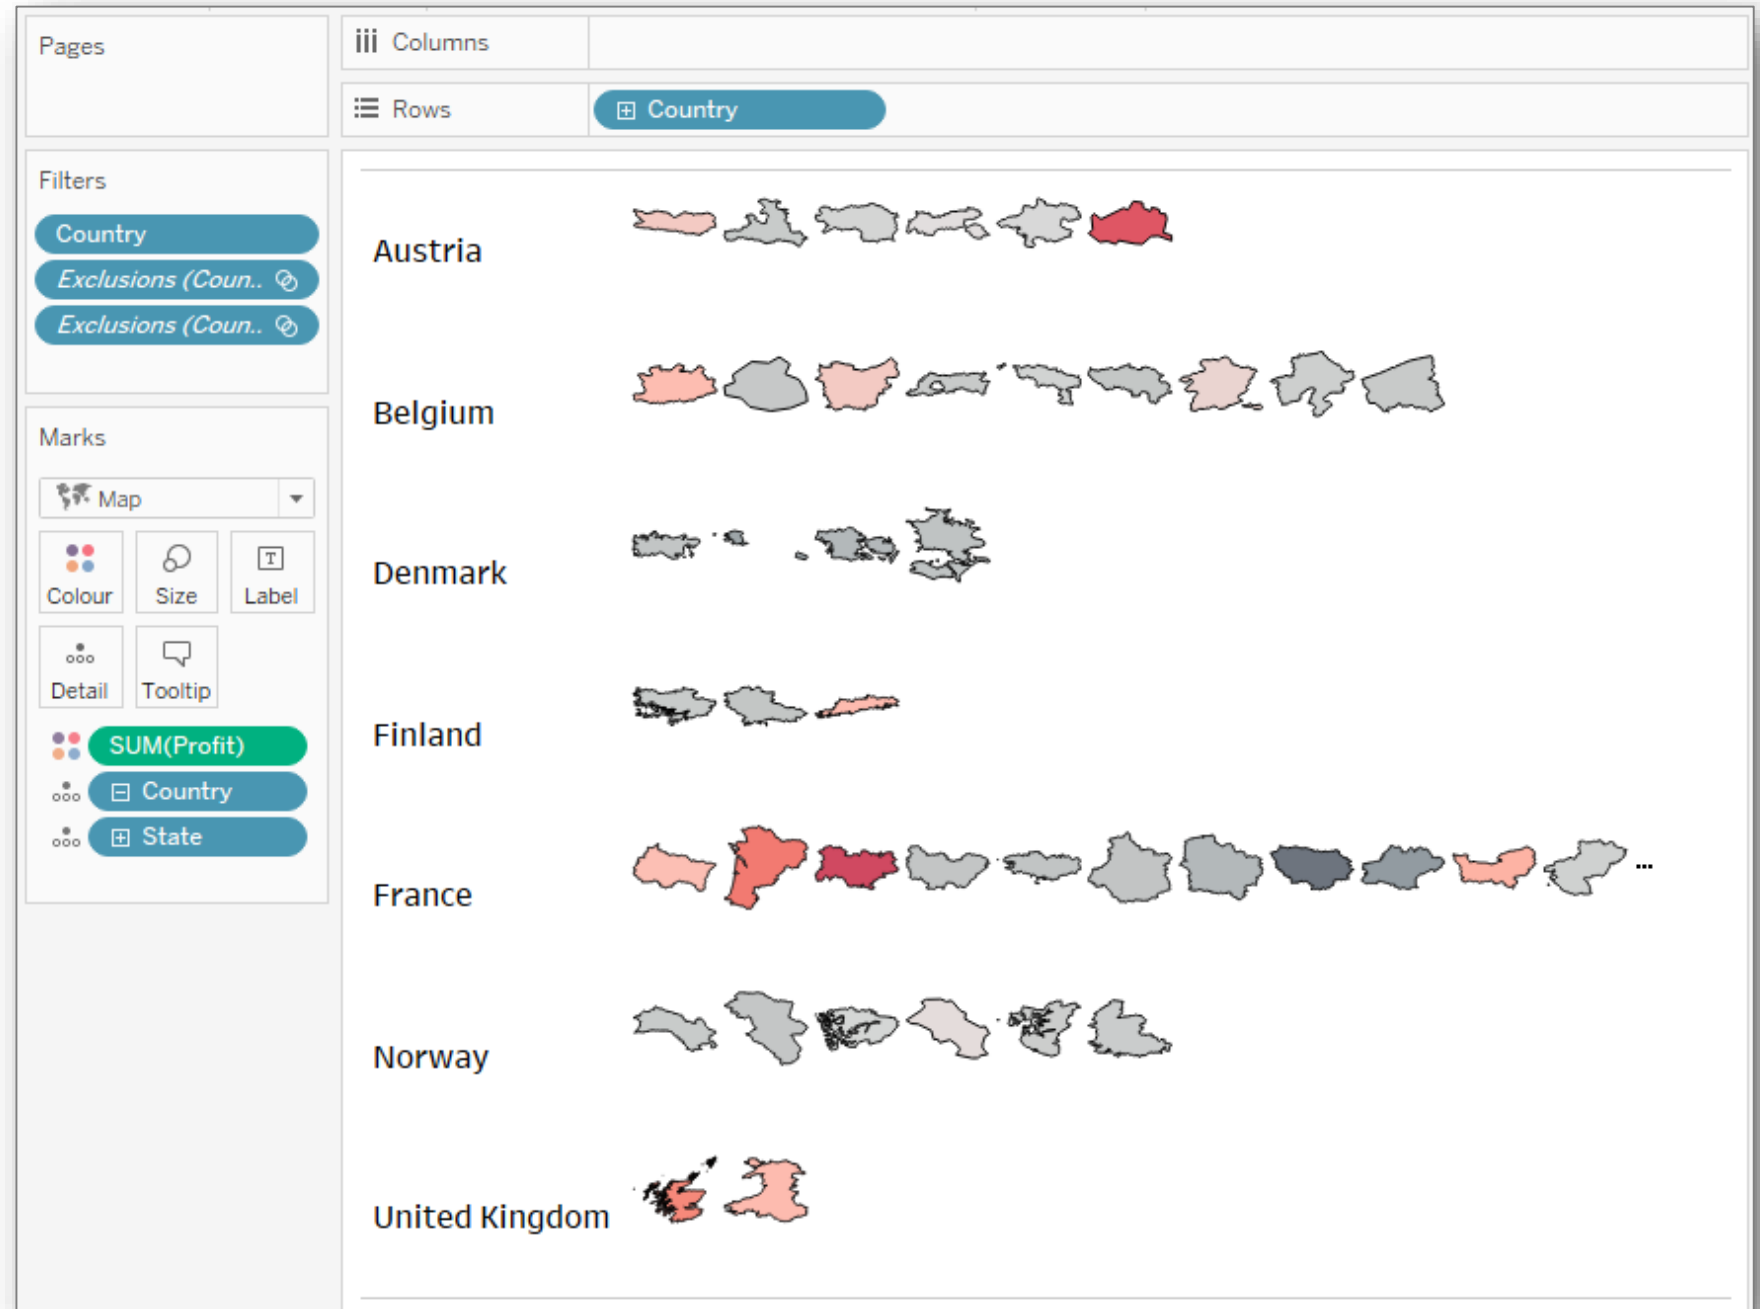 Pages
Columns
Rows
Country
Filters
Country
Exclusions (Coun..
Exclusions (Coun..
Marks
Map
Colour
Size
T
Label
Detail
Tooltip
SUM(Profit)
Country
State
Austria
Belgium
Denmark
Finland
France
...
Norway
United Kingdom